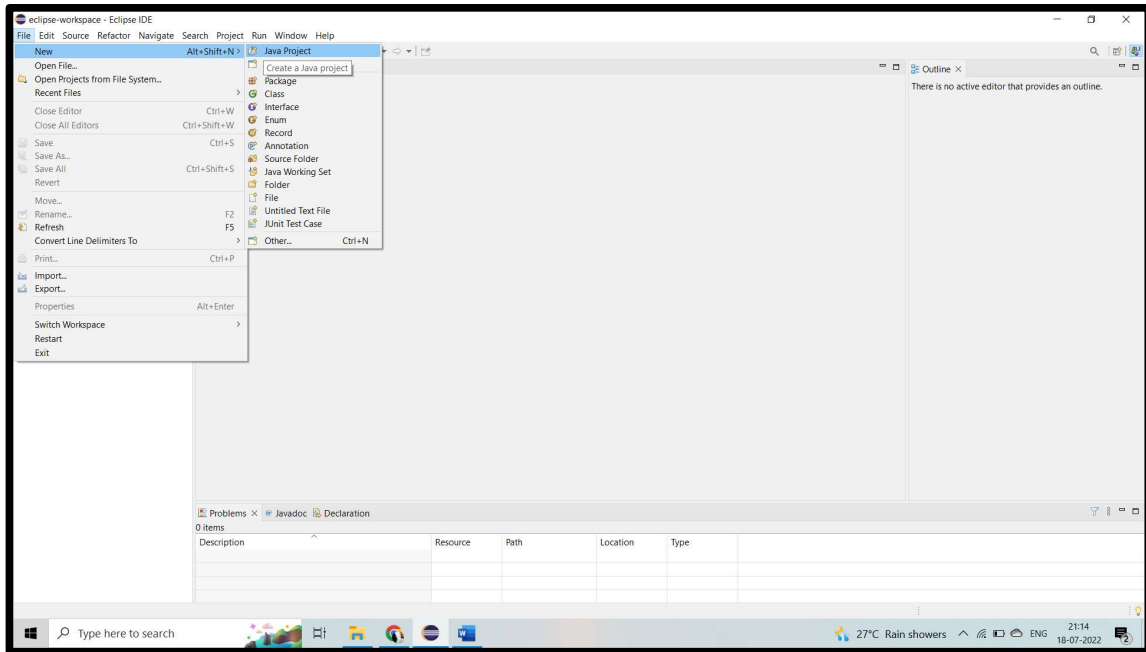 eclipse-workspace - Eclipse IDE
File Edit Source Refactor Navigate Search Project Run Window Help
New Alt+Shift+N >
Open File...
Open Projects from File System...
Recent Files >
Close Editor Ctrl+W
Close All Editors Ctrl+Shift+W
Save Ctrl+S
Save As...
Save All Ctrl+Shift+S
Revert
Move...
Rename... F2
Refresh F5
Convert Line Delimiters To >
Print... Ctrl+P
Import...
Export...
Properties Alt+Enter
Switch Workspace >
Restart
Exit
Java Project
Create a Java project
Package
Class
Interface
Enum
Record
Annotation
Source Folder
Java Working Set
Folder
File
Untitled Text File
JUnit Test Case
Other... Ctrl+N
Outline
There is no active editor that provides an outline.
Problems Javadoc Declaration
0 items
Description Resource Path Location Type
Type here to search
27°C Rain showers ENG
21:14
18-07-2022
2